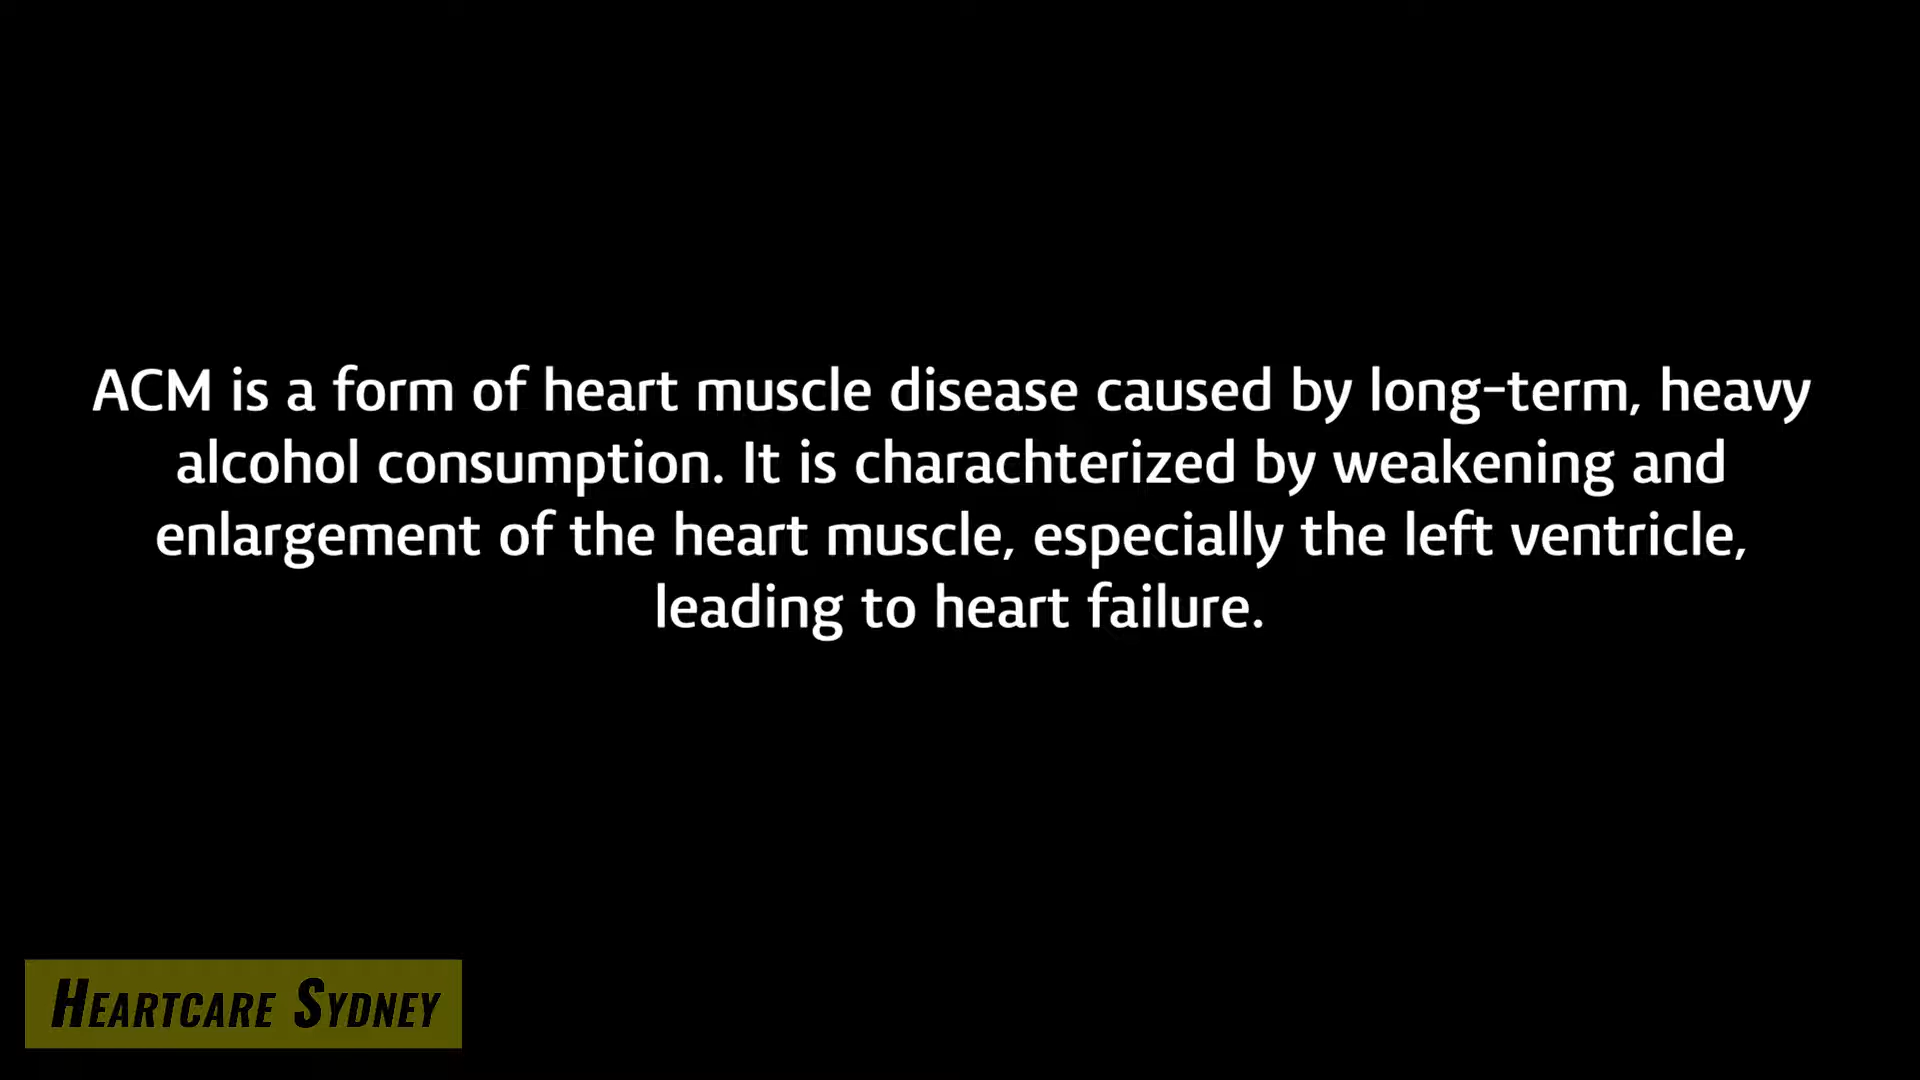 ACM is a form of heart muscle disease caused by long-term, heavy
alcohol consumption. It is charachterized by weakening and
enlargement of the heart muscle, especially the left ventricle,
leading to heart failure.
HEARTCARE SYDNEY